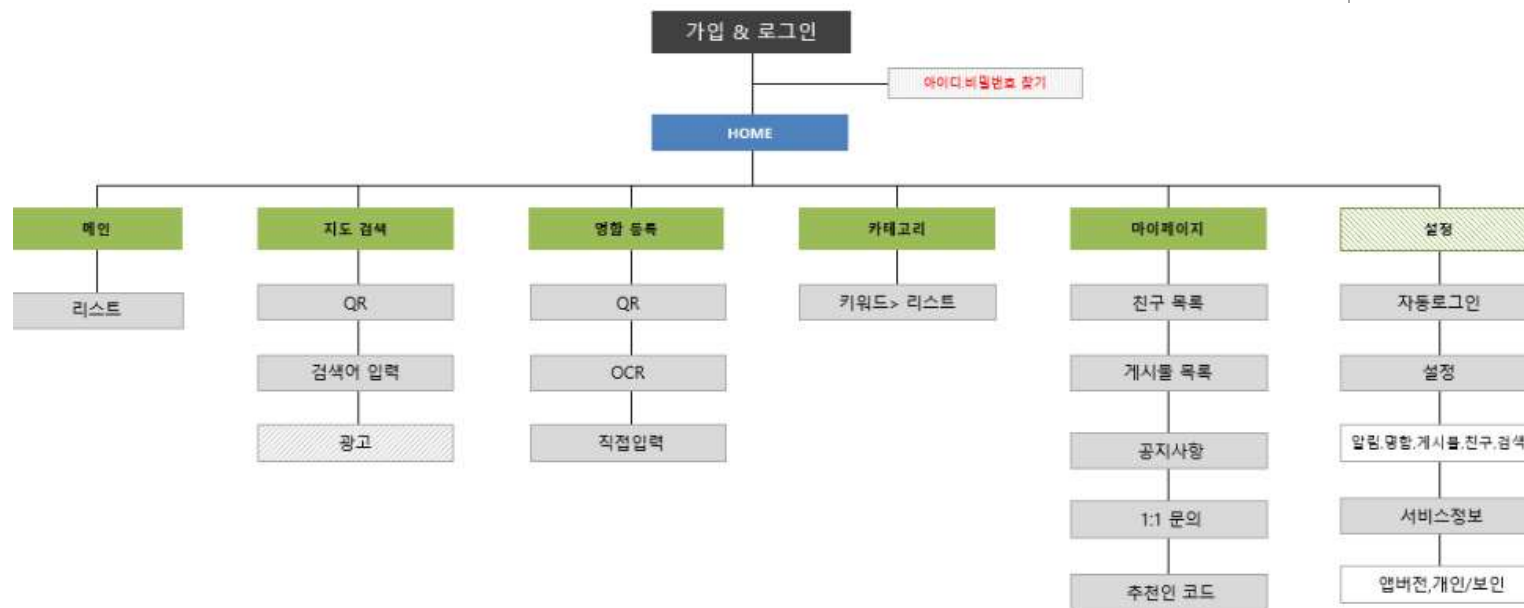 가입 & 로그인
아이디.비밀번호 찾기
HOME
메인
지도 검색
명함 등록
카테고리
마이페이지
설정
리스트
QR
QR
키워드> 리스트
친구 목록
자동로그인
검색어 입력
OCR
게시물 목록
설정
광고
직접입력
공지사항
알림.명함.게시물.친구.검색
1:1 문의
서비스정보
추천인 코드
앱버전,개인/보인